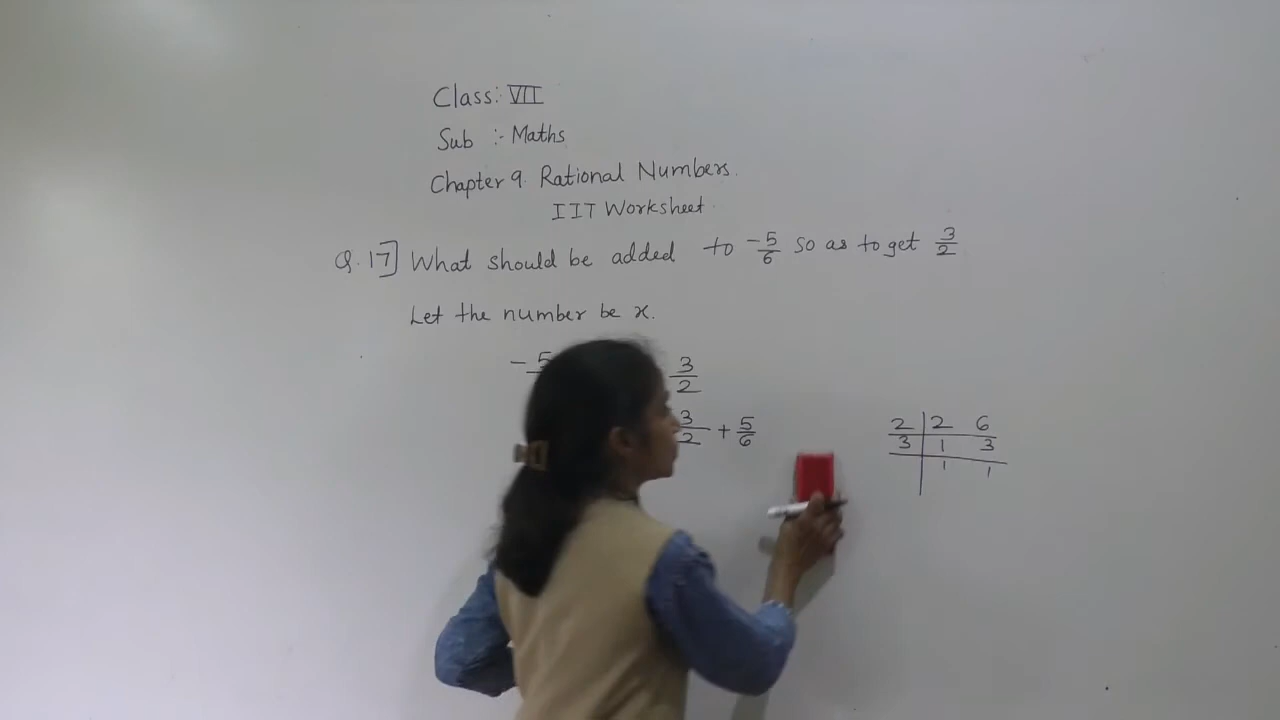 Class: VII
Sub :- Maths
Chapter 9. Rational Numbers.
IIT Worksheet
Q.17] What should be added to -5/6 so as to get 3/2
Let the number be x.
- 5 3/2
3/2 + 5/6
2 | 2 6
3 | 1 3
| 1 1